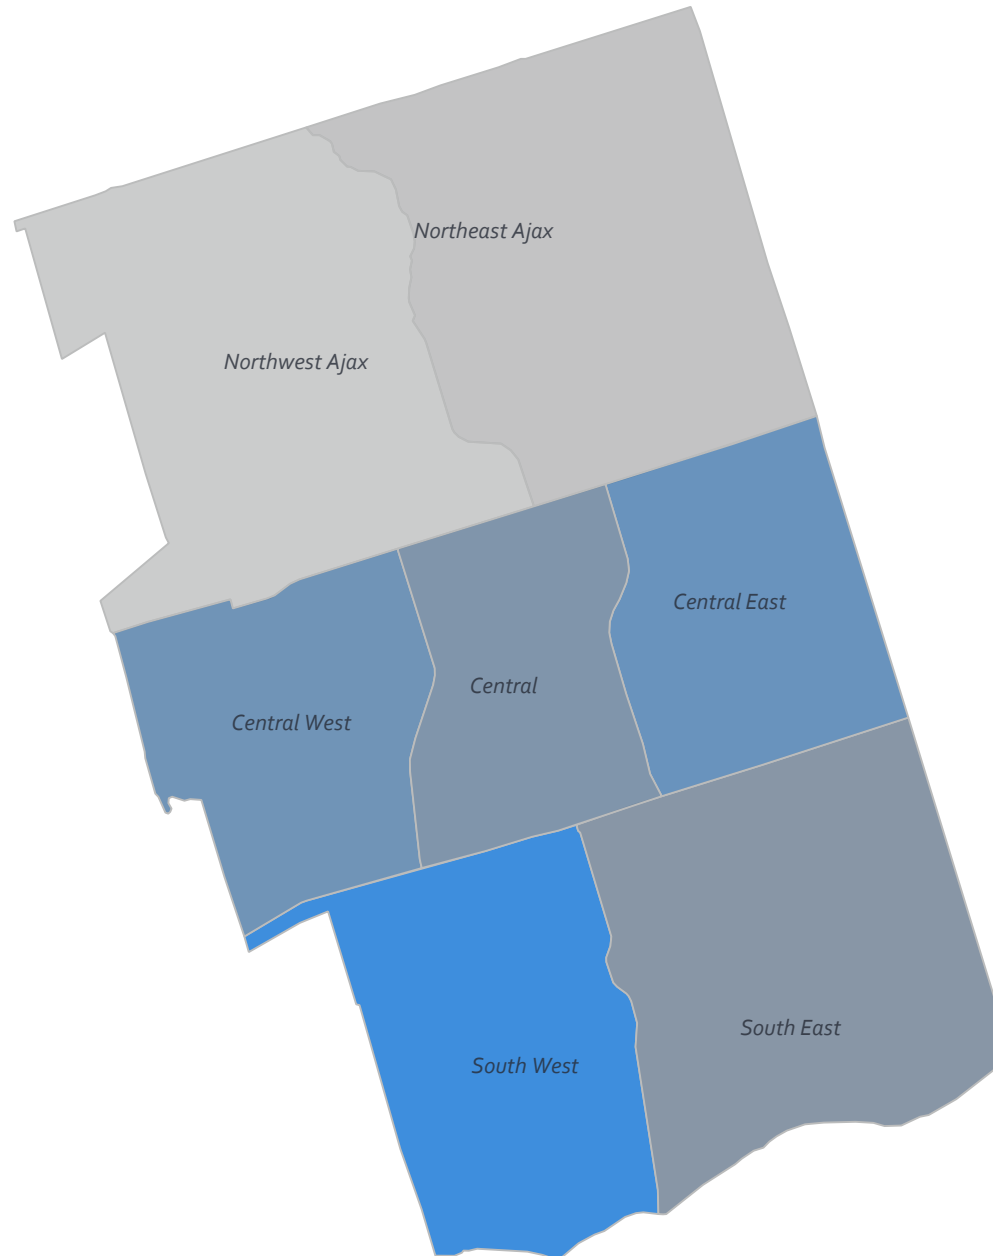 Northeast Ajax
Northwest Ajax
Central East
Central
Central West
South East
South West